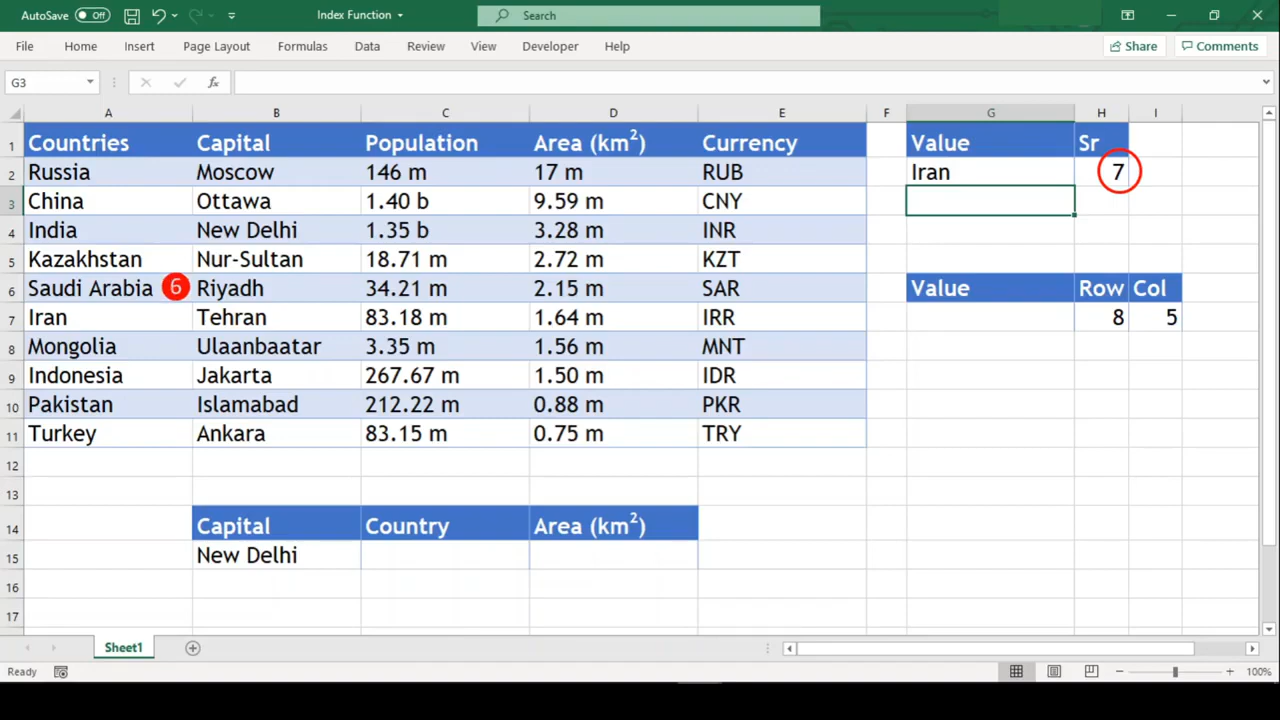 AutoSave Off Index Function Search
File Home Insert Page Layout Formulas Data Review View Developer Help Share Comments
G3 fx
A B C D E F G H I
1 Countries Capital Population Area (km²) Currency Value Sr
2 Russia Moscow 146 m 17 m RUB Iran 7
3 China Ottawa 1.40 b 9.59 m CNY
4 India New Delhi 1.35 b 3.28 m INR
5 Kazakhstan Nur-Sultan 18.71 m 2.72 m KZT
6 Saudi Arabia 6 Riyadh 34.21 m 2.15 m SAR Value Row Col
7 Iran Tehran 83.18 m 1.64 m IRR 8 5
8 Mongolia Ulaanbaatar 3.35 m 1.56 m MNT
9 Indonesia Jakarta 267.67 m 1.50 m IDR
10 Pakistan Islamabad 212.22 m 0.88 m PKR
11 Turkey Ankara 83.15 m 0.75 m TRY
12
13
14 Capital Country Area (km²)
15 New Delhi
16
17
Sheet1
Ready 100%